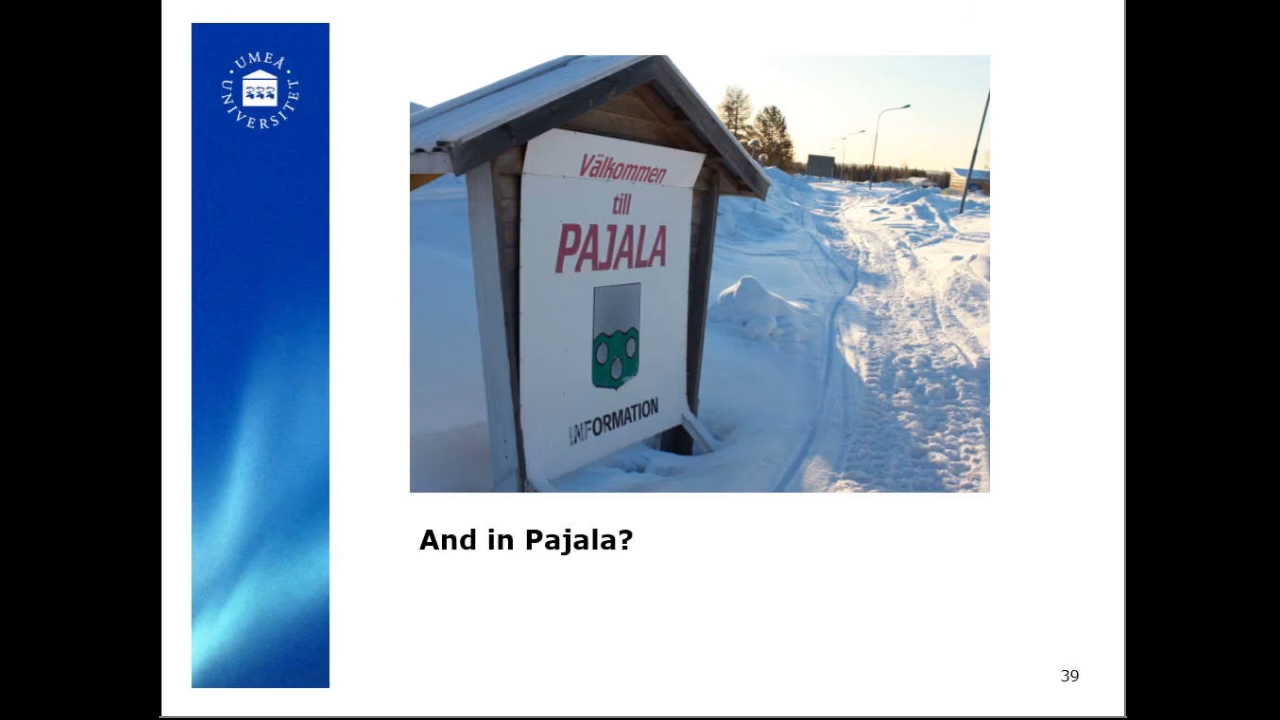 UMEÅ
UNIVERSITET
Välkommen
till
PAJALA
INFORMATION
And in Pajala?
39